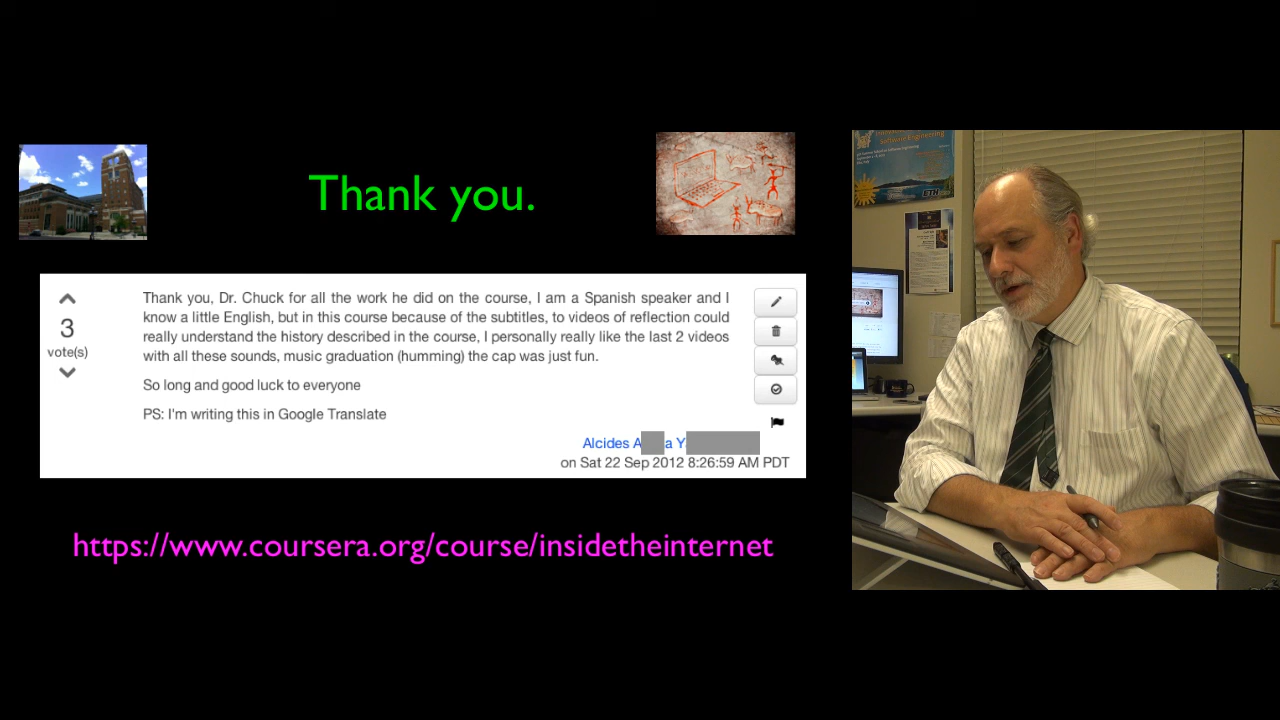 Thank you.
3
vote(s)
Thank you, Dr. Chuck for all the work he did on the course, I am a Spanish speaker and I
know a little English, but in this course because of the subtitles, to videos of reflection could
really understand the history described in the course, I personally really like the last 2 videos
with all these sounds, music graduation (humming) the cap was just fun.
So long and good luck to everyone
PS: I'm writing this in Google Translate
Alcides A a Y
on Sat 22 Sep 2012 8:26:59 AM PDT
https://www.coursera.org/course/insidetheinternet
Software Engineering